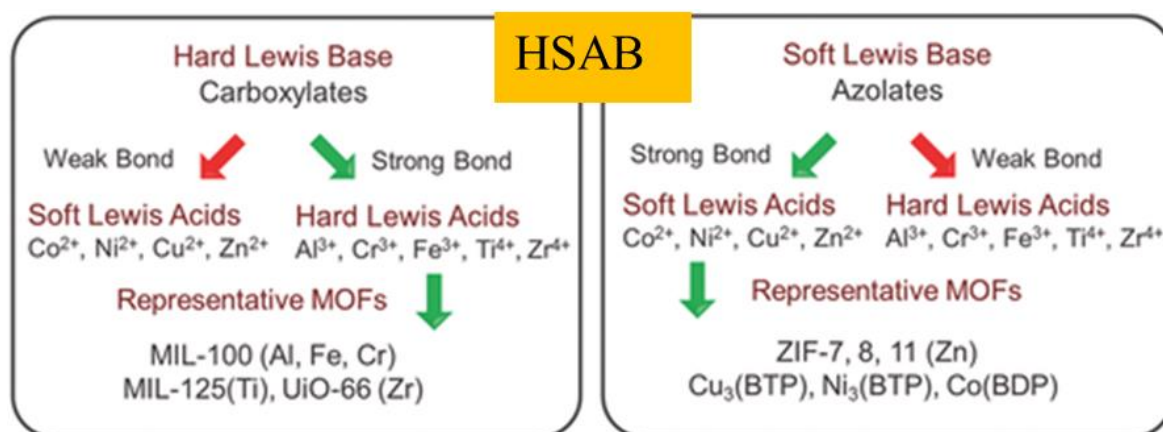 HSAB
Hard Lewis Base
Carboxylates
Weak Bond
Strong Bond
Soft Lewis Acids
Hard Lewis Acids
Co²⁺, Ni²⁺, Cu²⁺, Zn²⁺
Al³⁺, Cr³⁺, Fe³⁺, Ti⁴⁺, Zr⁴⁺
Representative MOFs
MIL-100 (Al, Fe, Cr)
MIL-125(Ti), UiO-66 (Zr)
Soft Lewis Base
Azolates
Strong Bond
Weak Bond
Soft Lewis Acids
Hard Lewis Acids
Co²⁺, Ni²⁺, Cu²⁺, Zn²⁺
Al³⁺, Cr³⁺, Fe³⁺, Ti⁴⁺, Zr⁴⁺
Representative MOFs
ZIF-7, 8, 11 (Zn)
Cu₃(BTP), Ni₃(BTP), Co(BDP)